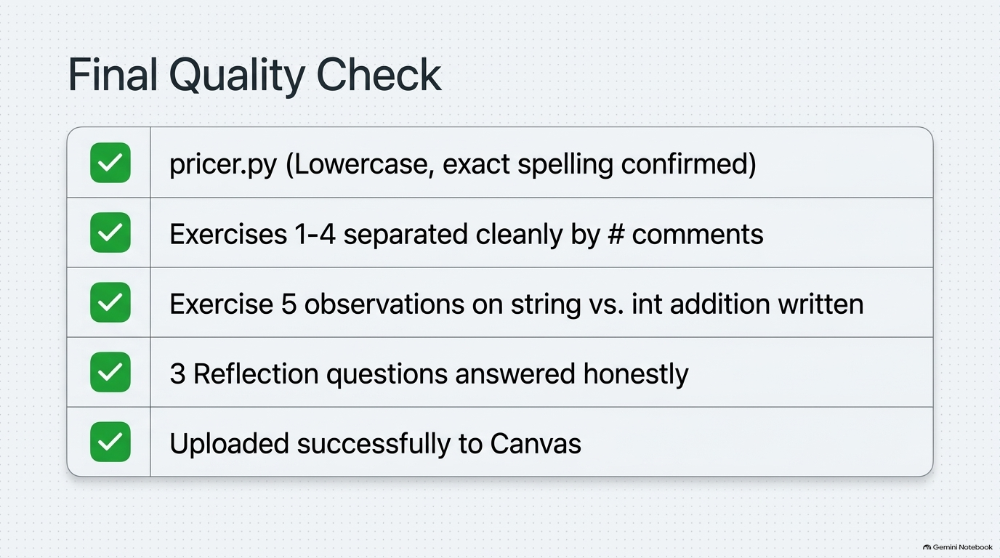 Final Quality Check
pricer.py (Lowercase, exact spelling confirmed)
Exercises 1-4 separated cleanly by # comments
Exercise 5 observations on string vs. int addition written
3 Reflection questions answered honestly
Uploaded successfully to Canvas
Gemini Notebook